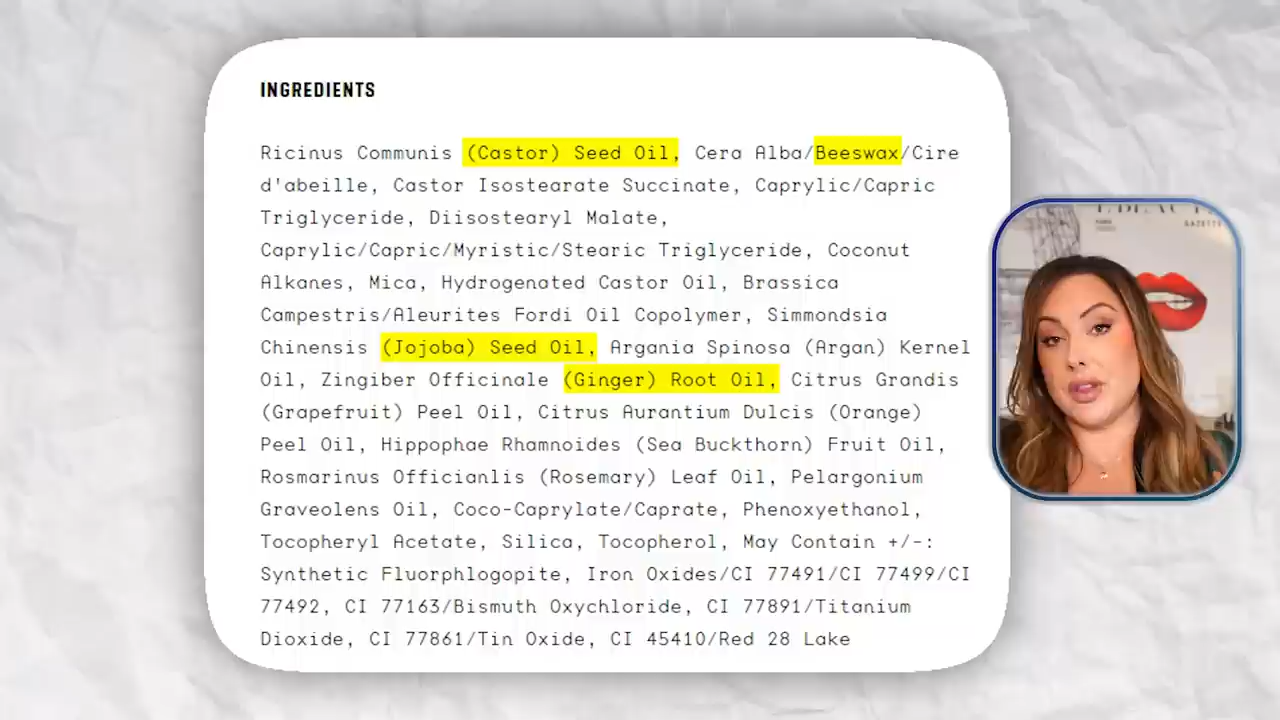 INGREDIENTS
Ricinus Communis (Castor) Seed Oil, Cera Alba/Beeswax/Cire
d'abeille, Castor Isostearate Succinate, Caprylic/Capric
Triglyceride, Diisostearyl Malate,
Caprylic/Capric/Myristic/Stearic Triglyceride, Coconut
Alkanes, Mica, Hydrogenated Castor Oil, Brassica
Campestris/Aleurites Fordi Oil Copolymer, Simmondsia
Chinensis (Jojoba) Seed Oil, Argania Spinosa (Argan) Kernel
Oil, Zingiber Officinale (Ginger) Root Oil, Citrus Grandis
(Grapefruit) Peel Oil, Citrus Aurantium Dulcis (Orange)
Peel Oil, Hippophae Rhamnoides (Sea Buckthorn) Fruit Oil,
Rosmarinus Officianlis (Rosemary) Leaf Oil, Pelargonium
Graveolens Oil, Coco-Caprylate/Caprate, Phenoxyethanol,
Tocopheryl Acetate, Silica, Tocopherol, May Contain +/-:
Synthetic Fluorphlogopite, Iron Oxides/CI 77491/CI 77499/CI
77492, CI 77163/Bismuth Oxychloride, CI 77891/Titanium
Dioxide, CI 77861/Tin Oxide, CI 45410/Red 28 Lake
GAZETTE